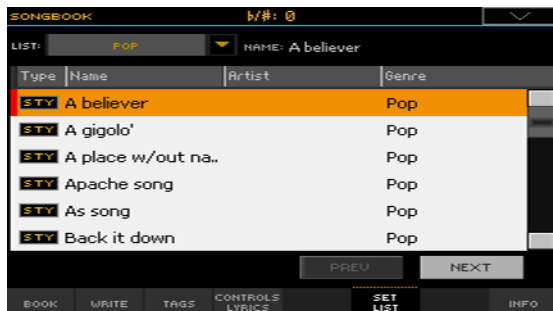 SONGBOOK b/#: 0
LIST: POP NAME: A believer
Type Name Artist Genre
STY A believer Pop
STY A gigolo' Pop
STY A place w/out na.. Pop
STY Apache song Pop
STY As song Pop
STY Back it down Pop
PREV NEXT
BOOK WRITE TAGS CONTROLS LYRICS SET LIST INFO